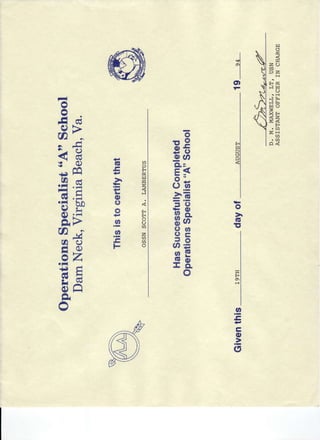 Operations Specialist "A" School
Dam Neck, Virginia Beach, Va.
This is to certify that
OSSN SCOTT A. LAMBERTUS
Has Successfully Completed
Operations Specialist "A" School
Given this 19TH day of AUGUST 19 94
D. M. MAXWELL, LT, USN
ASSISTANT OFFICER IN CHARGE